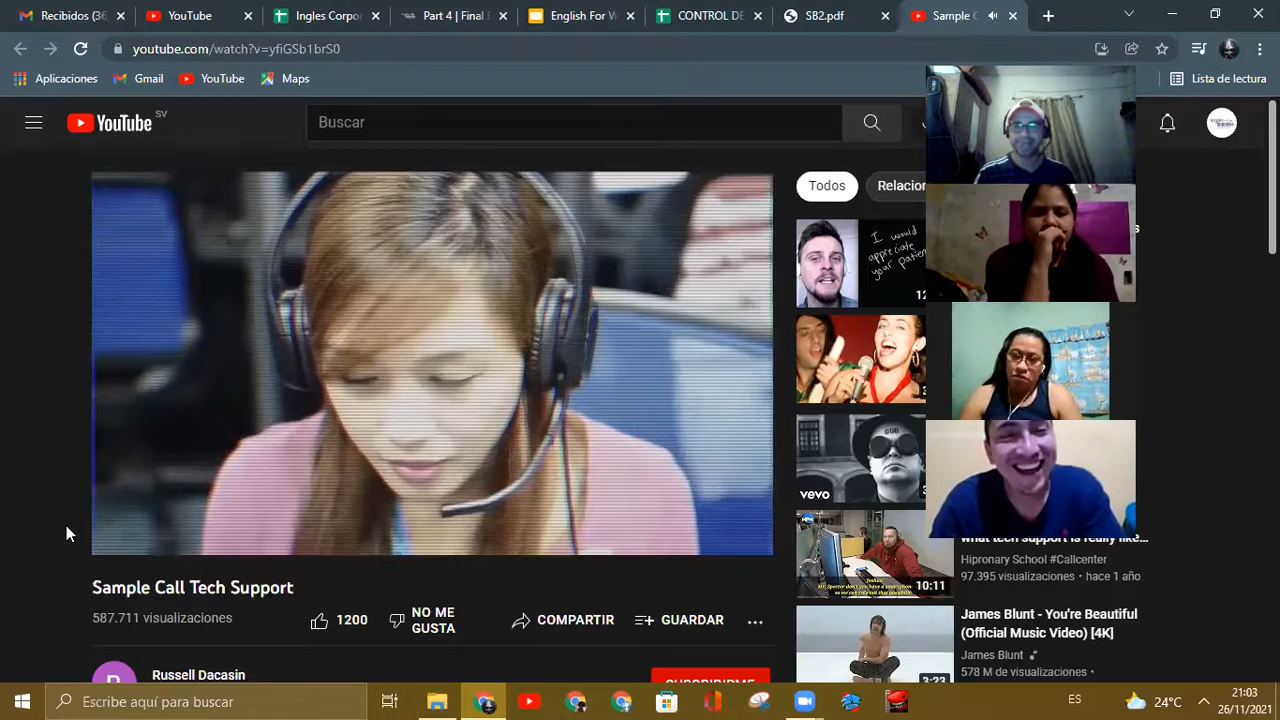 Recibidos (36
YouTube
Ingles Corpo
Part 4 | Final
English For W
CONTROL DE
SB2.pdf
Sample C
youtube.com/watch?v=yfiGSb1brS0
Aplicaciones
Gmail
YouTube
Maps
Lista de lectura
YouTube SV
Buscar
Todos
Relacion
I would
appreciate
your patien
vevo
10:11
what tech support is really like...
Hipronary School #Callcenter
97.395 visualizaciones • hace 1 año
James Blunt - You're Beautiful
(Official Music Video) [4K]
James Blunt
578 M de visualizaciones •
3:23
Sample Call Tech Support
587.711 visualizaciones
1200
NO ME
GUSTA
COMPARTIR
GUARDAR
Russell Dacasin
SUSCRIBIRME
Escribe aquí para buscar
ES
24°C
21:03
26/11/2021